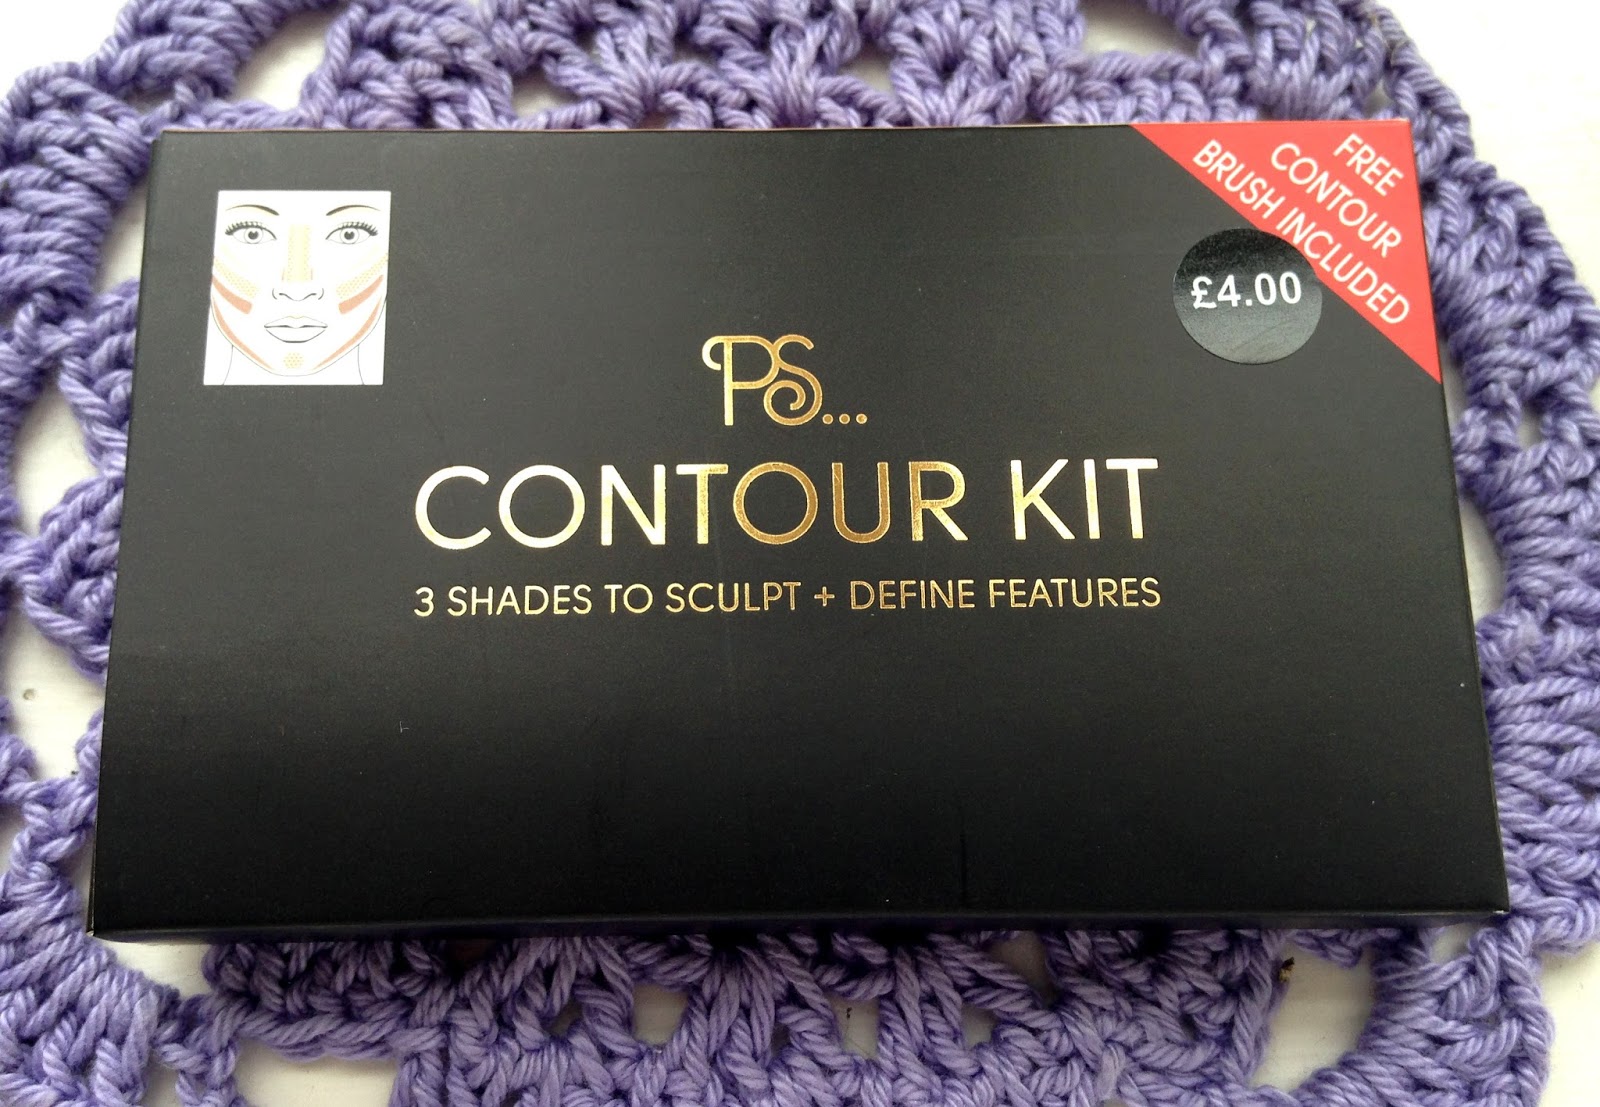 FREE
CONTOUR
BRUSH INCLUDED
£4.00
PS...
CONTOUR KIT
3 SHADES TO SCULPT + DEFINE FEATURES